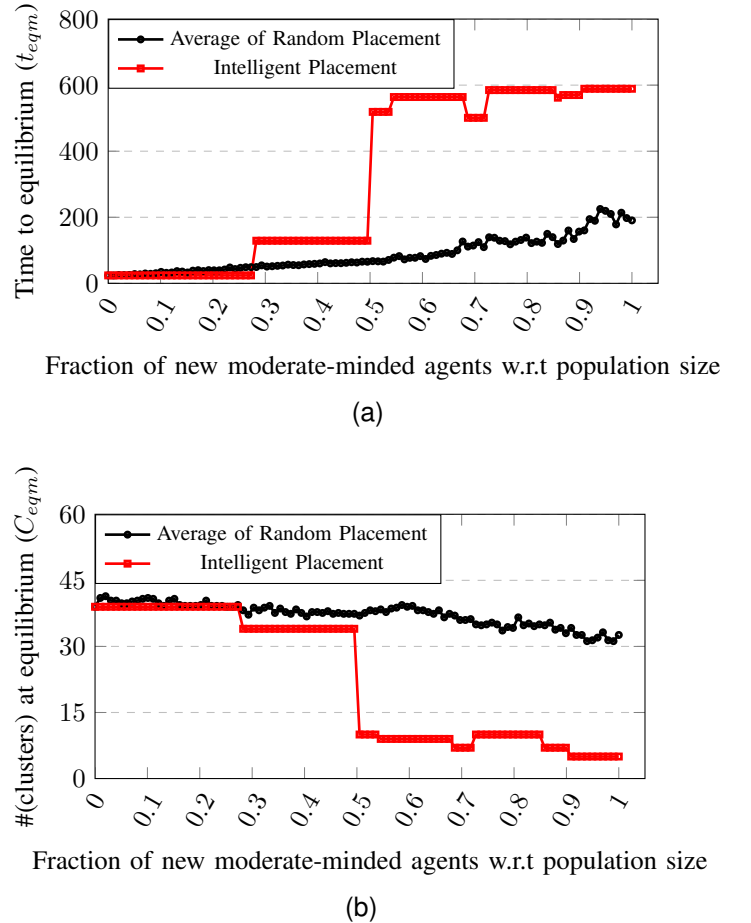 Time to equilibrium (t_eqm)
800
600
400
200
0
Average of Random Placement
Intelligent Placement
0 0.1 0.2 0.3 0.4 0.5 0.6 0.7 0.8 0.9 1
Fraction of new moderate-minded agents w.r.t population size
(a)
#(clusters) at equilibrium (C_eqm)
60
45
30
15
0
Average of Random Placement
Intelligent Placement
0 0.1 0.2 0.3 0.4 0.5 0.6 0.7 0.8 0.9 1
Fraction of new moderate-minded agents w.r.t population size
(b)